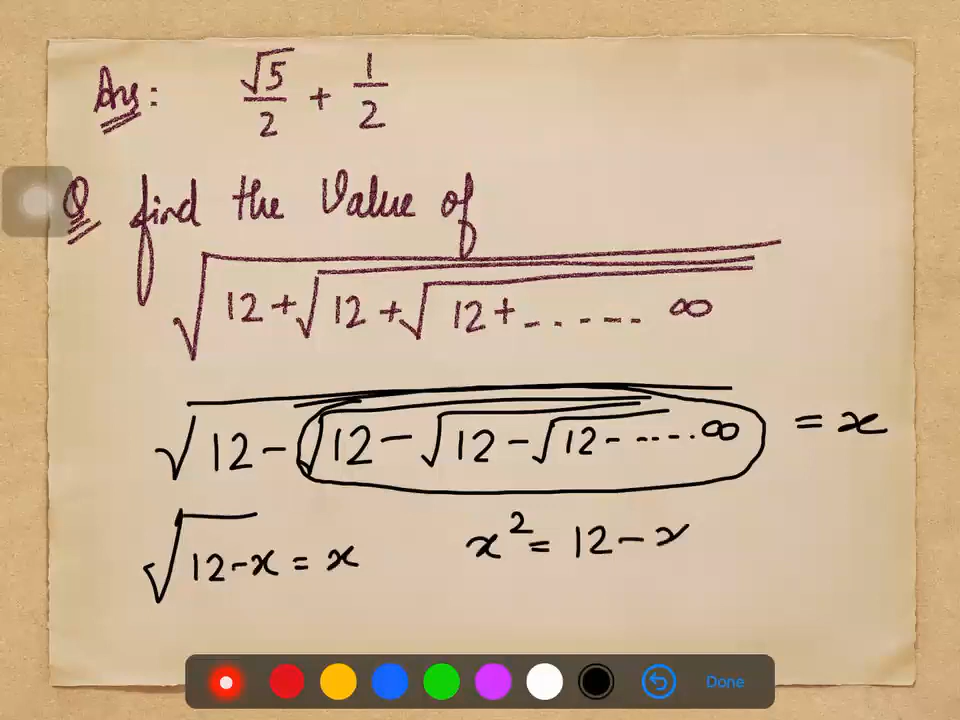 Ans: √5/2 + 1/2
Q find the Value of
√(12 + √(12 + √(12 + ...... ∞
√(12 - √(12 - √(12 - √(12 - ..... ∞ = x
√(12 - x) = x x² = 12 - x
Done